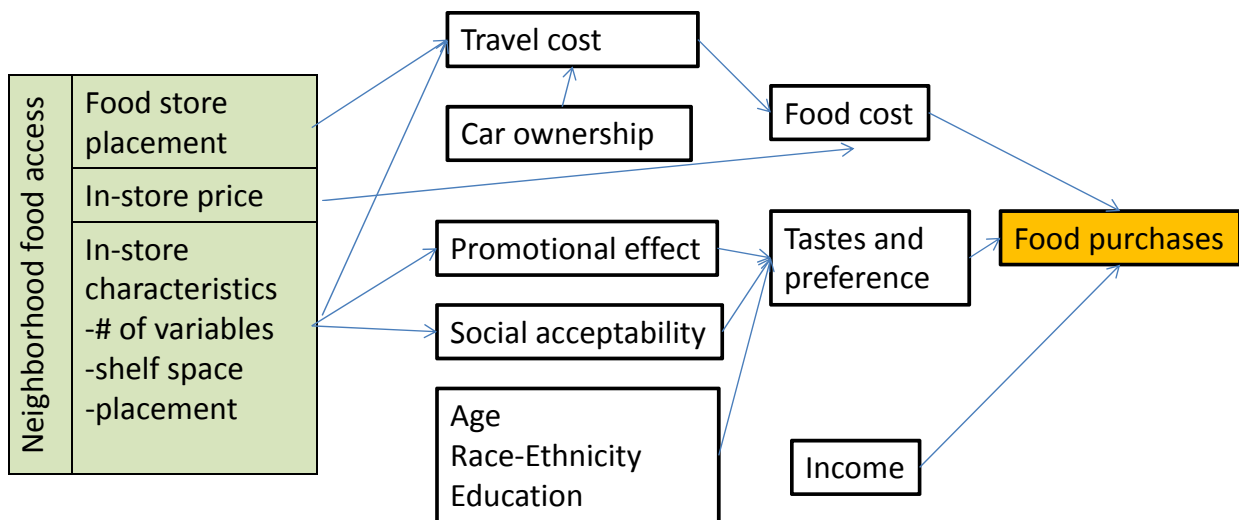 Neighborhood food access
Food store
placement
In-store price
In-store
characteristics
-# of variables
-shelf space
-placement
Travel cost
Car ownership
Food cost
Promotional effect
Social acceptability
Age
Race-Ethnicity
Education
Tastes and
preference
Income
Food purchases